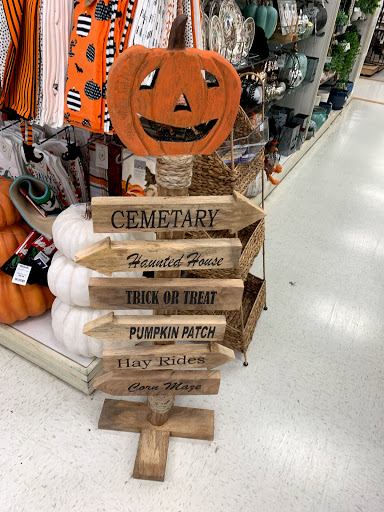 CEMETARY
Haunted House
TRICK OR TREAT
PUMPKIN PATCH
Hay Rides
Corn Maze